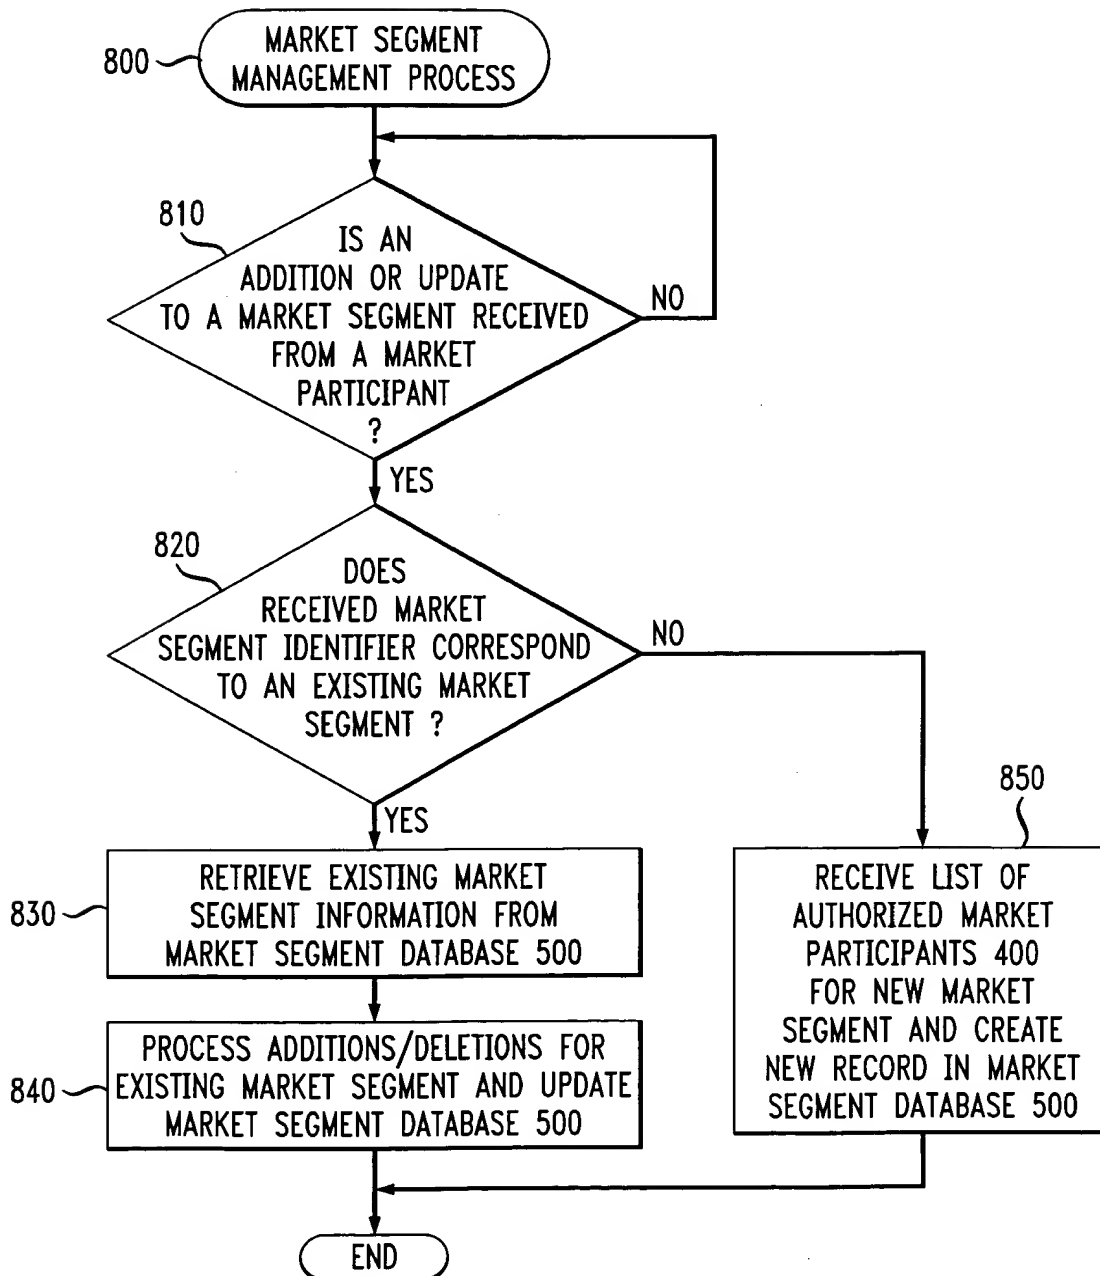 800
MARKET SEGMENT
MANAGEMENT PROCESS
810
IS AN
ADDITION OR UPDATE
TO A MARKET SEGMENT RECEIVED
FROM A MARKET
PARTICIPANT
?
NO
YES
820
DOES
RECEIVED MARKET
SEGMENT IDENTIFIER CORRESPOND
TO AN EXISTING MARKET
SEGMENT ?
NO
YES
830
RETRIEVE EXISTING MARKET
SEGMENT INFORMATION FROM
MARKET SEGMENT DATABASE 500
840
PROCESS ADDITIONS/DELETIONS FOR
EXISTING MARKET SEGMENT AND UPDATE
MARKET SEGMENT DATABASE 500
850
RECEIVE LIST OF
AUTHORIZED MARKET
PARTICIPANTS 400
FOR NEW MARKET
SEGMENT AND CREATE
NEW RECORD IN MARKET
SEGMENT DATABASE 500
END